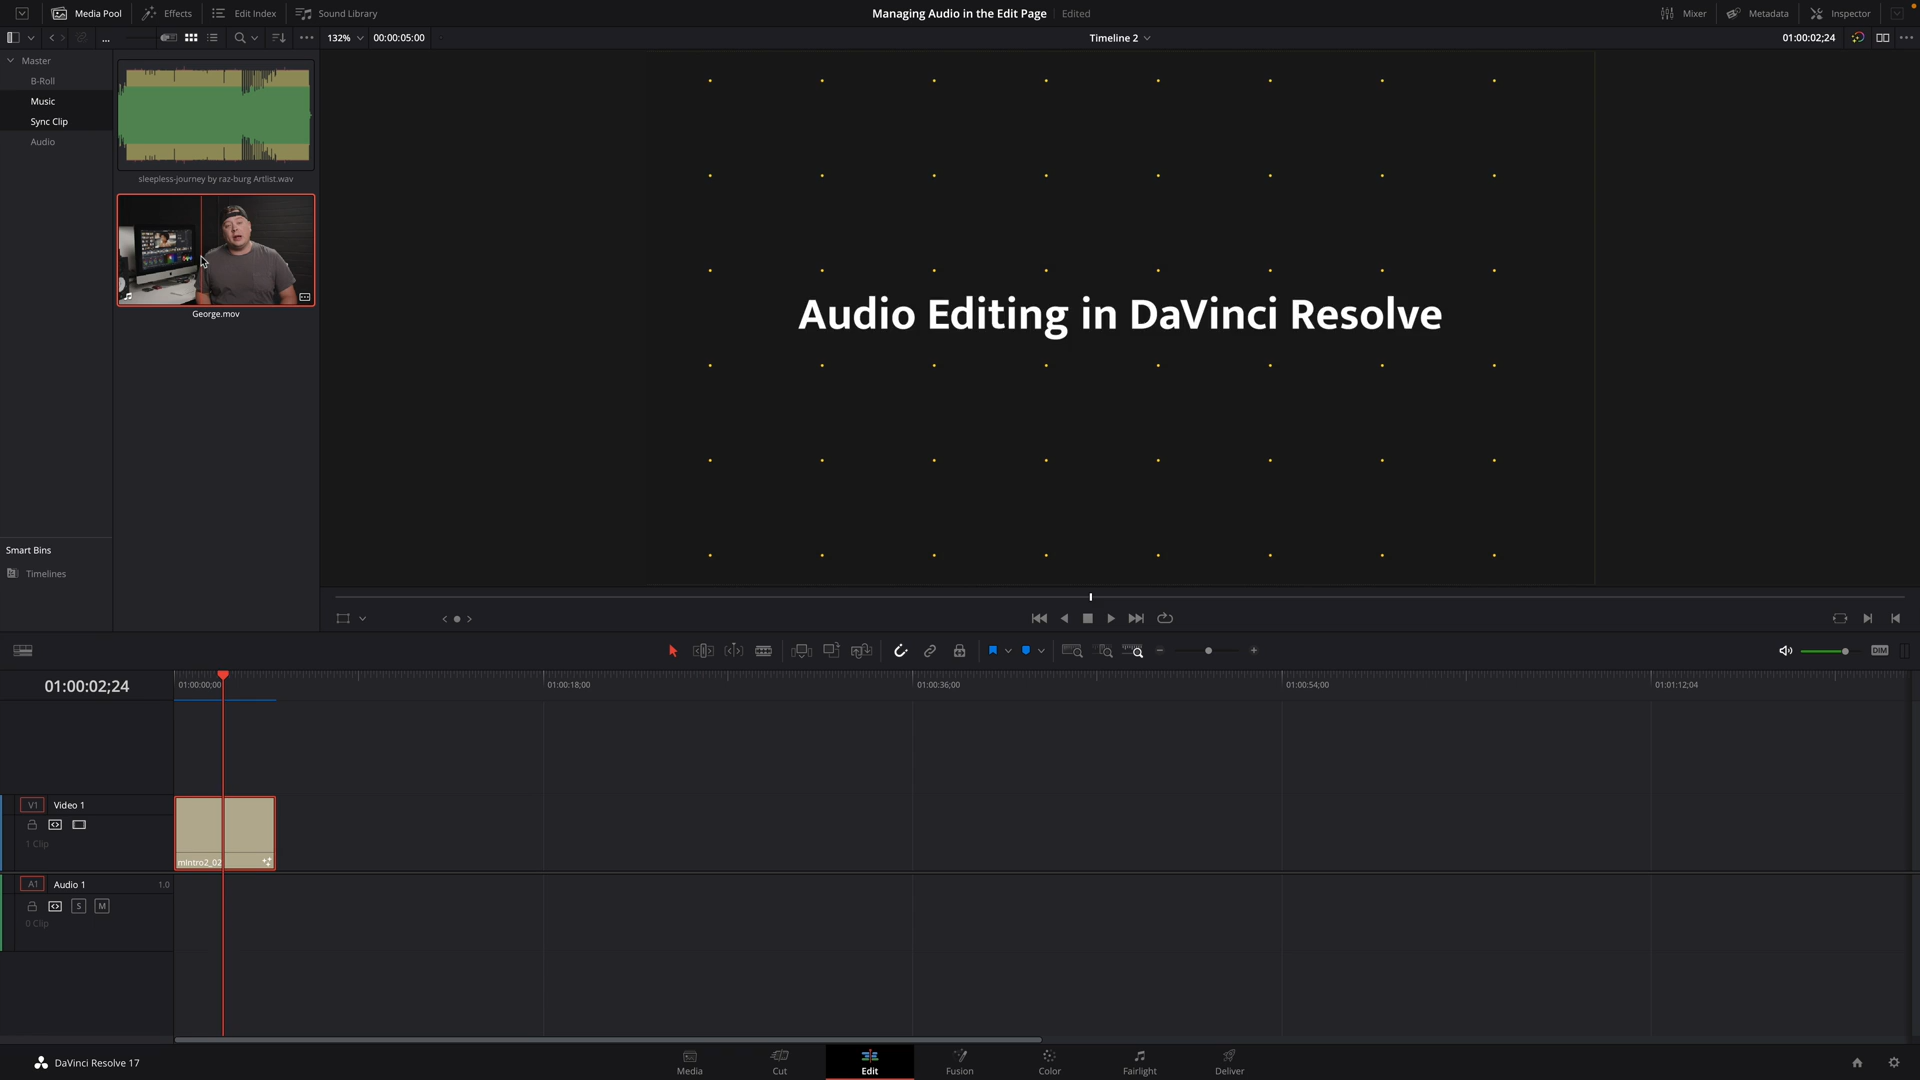 Media Pool
Effects
Edit Index
Sound Library
Managing Audio in the Edit Page
Edited
Mixer
Metadata
Inspector
132%
00:00:05:00
Timeline 2
01:00:02;24
Master
B-Roll
Music
Sync Clip
Audio
sleepless-journey by raz-burg Artlist.wav
George.mov
Audio Editing in DaVinci Resolve
Smart Bins
Timelines
DIM
01:00:02;24
01:00:00;00
01:00:18;00
01:00:36;00
01:00:54;00
01:01:12;04
V1
Video 1
1 Clip
mIntro2_02
A1
Audio 1
1.0
S
M
0 Clip
DaVinci Resolve 17
Media
Cut
Edit
Fusion
Color
Fairlight
Deliver